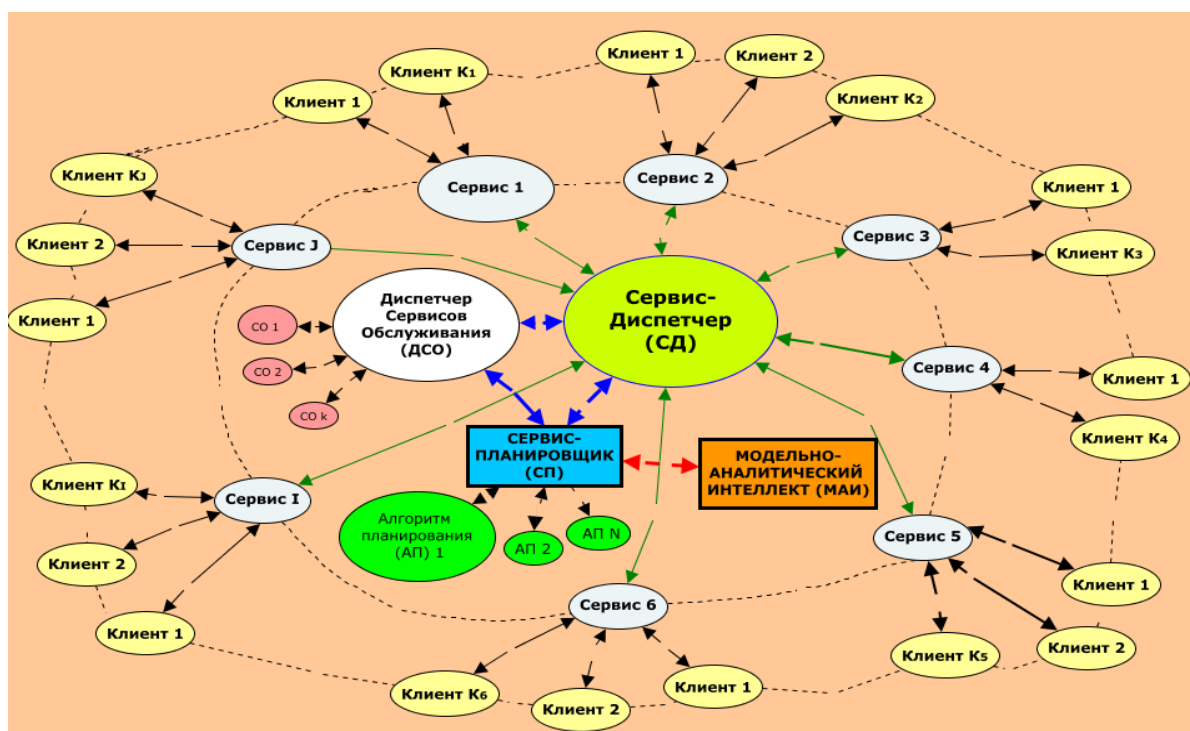 Клиент 1
Клиент 2
Клиент K₁
Клиент 1
Клиент K₂
Клиент Kᴊ
Сервис 1
Сервис 2
Клиент 1
Клиент 2
Сервис J
Сервис 3
Клиент K₃
Клиент 1
Диспетчер
Сервисов
Обслуживания
(ДСО)
Сервис-
Диспетчер
(СД)
СО 1
СО 2
СО k
Сервис 4
Клиент 1
Клиент K₄
СЕРВИС-
ПЛАНИРОВЩИК
(СП)
МОДЕЛЬНО-
АНАЛИТИЧЕСКИЙ
ИНТЕЛЛЕКТ (МАИ)
Клиент Kɪ
Сервис I
Алгоритм
планирования
(АП) 1
АП 2
АП N
Сервис 5
Клиент 2
Клиент 1
Клиент 1
Сервис 6
Клиент 2
Клиент K₅
Клиент K₆
Клиент 2
Клиент 1